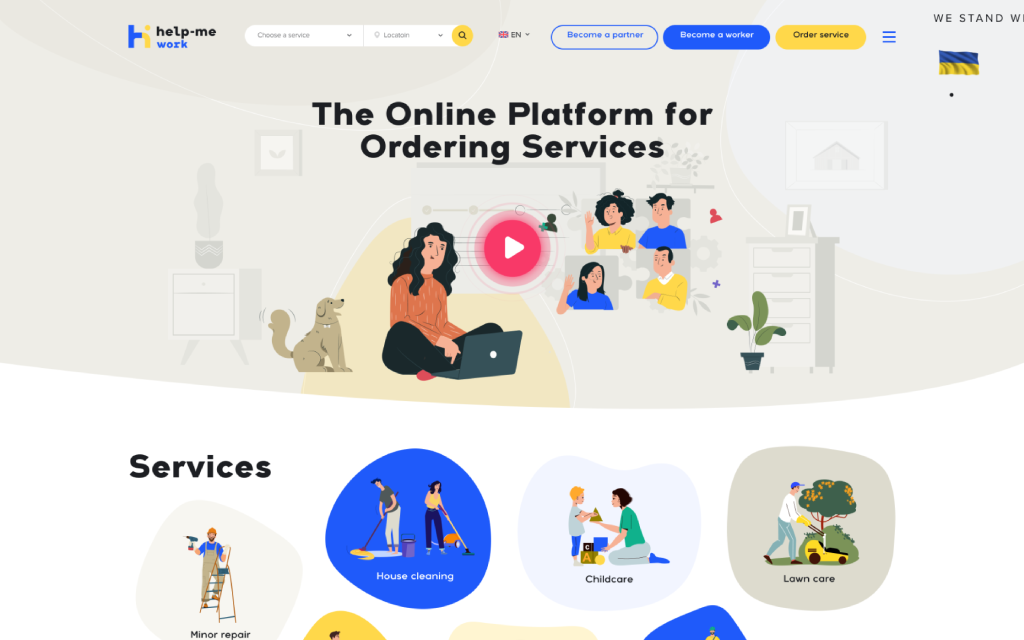 help-me
work
Choose a service
Location
EN
Become a partner
Become a worker
Order service
WE STAND
The Online Platform for
Ordering Services
Services
House cleaning
Childcare
Lawn care
Minor repair